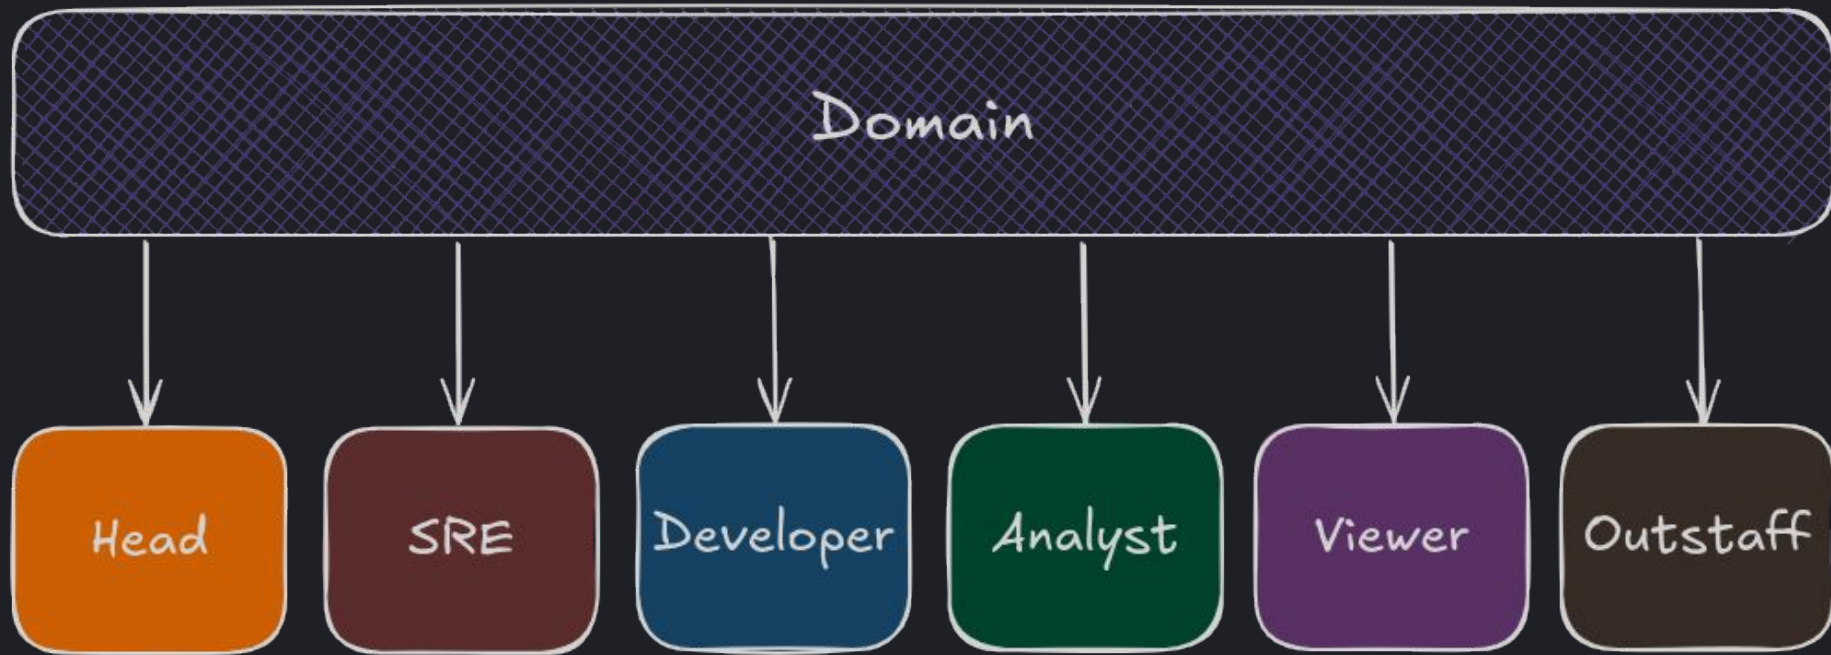 Domain
Head
SRE
Developer
Analyst
Viewer
Outstaff